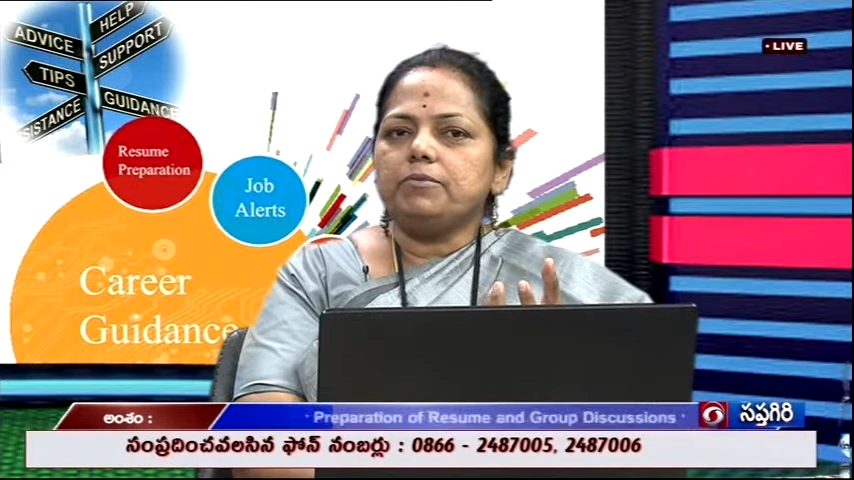 HELP
ADVICE
SUPPORT
TIPS
GUIDANCE
SISTANCE
Resume
Preparation
Job
Alerts
Career
Guidance
LIVE
అంశం :
Preparation of Resume and Group Discussions
సప్తగిరి
సంప్రదించవలసిన ఫోన్ నంబర్లు : 0866 - 2487005, 2487006